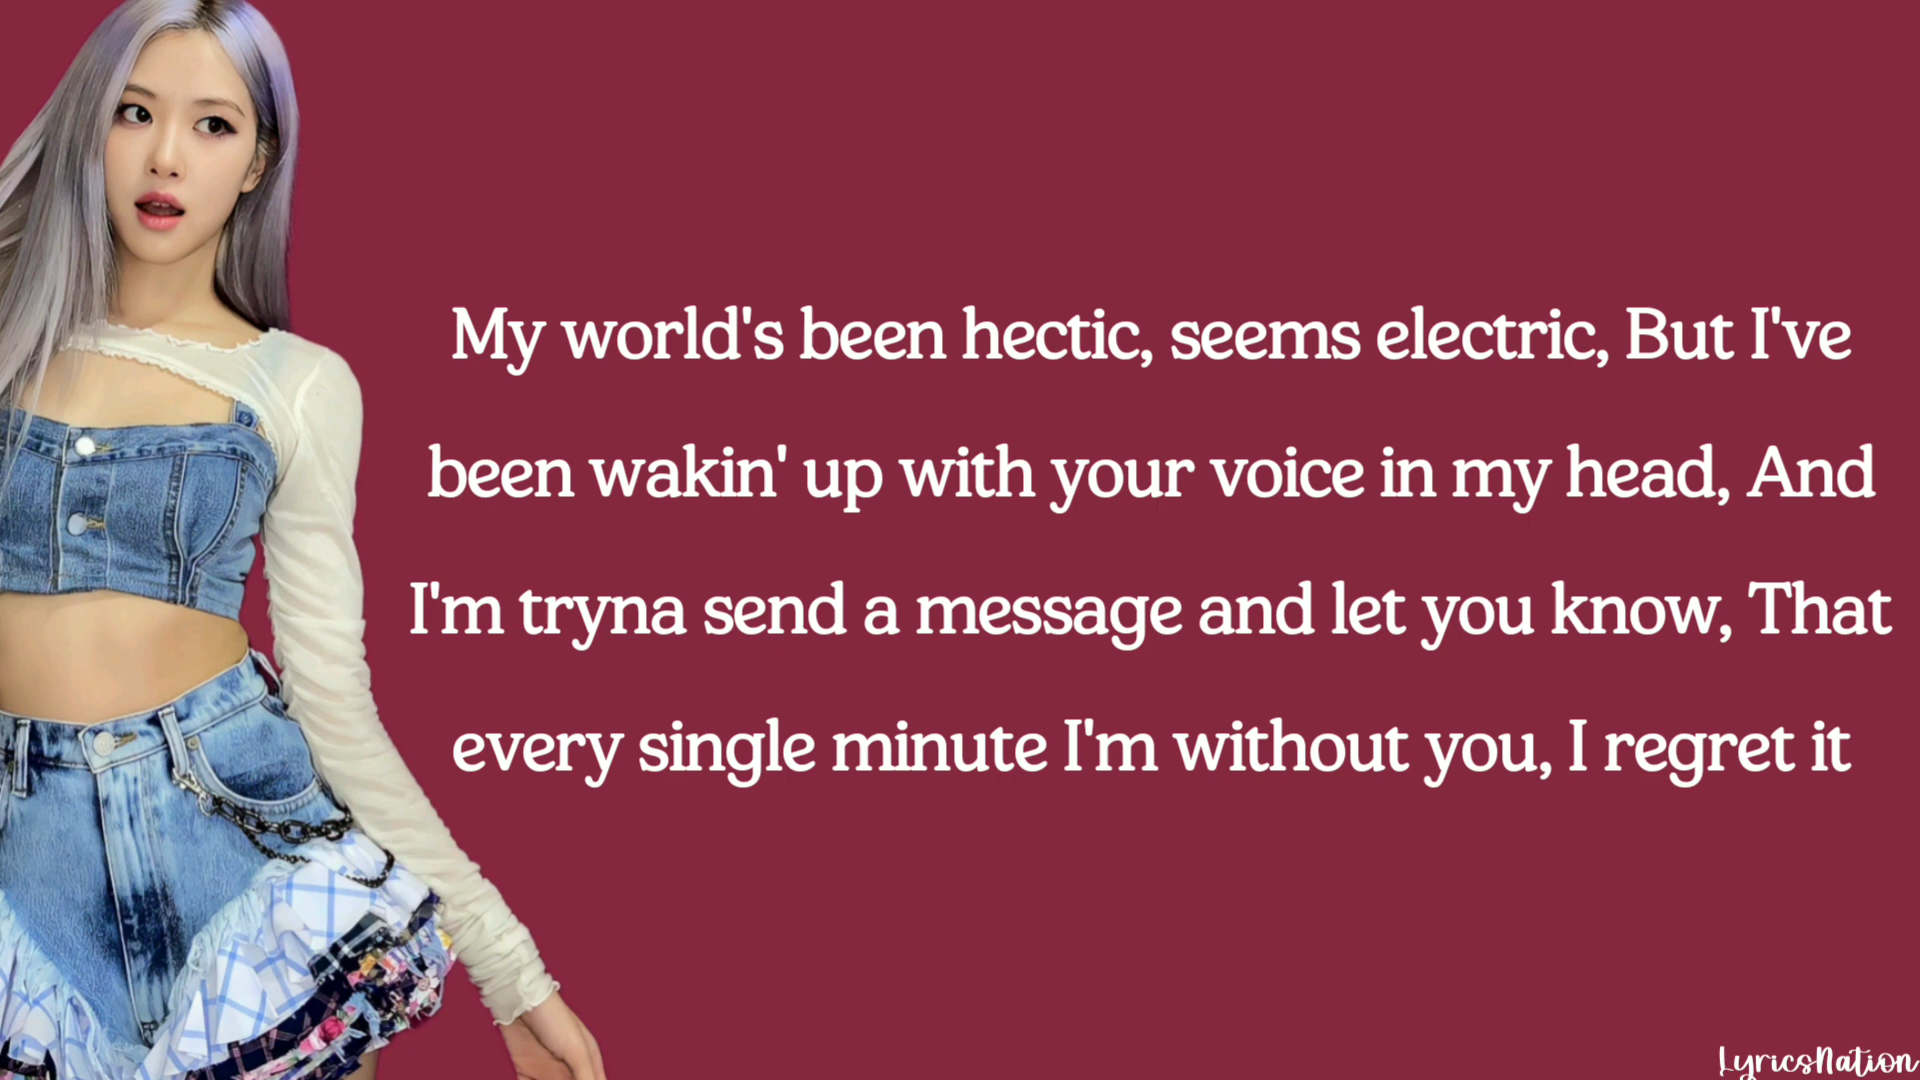 My world's been hectic, seems electric, But I've
been wakin' up with your voice in my head, And
I'm tryna send a message and let you know, That
every single minute I'm without you, I regret it
LyricsNation